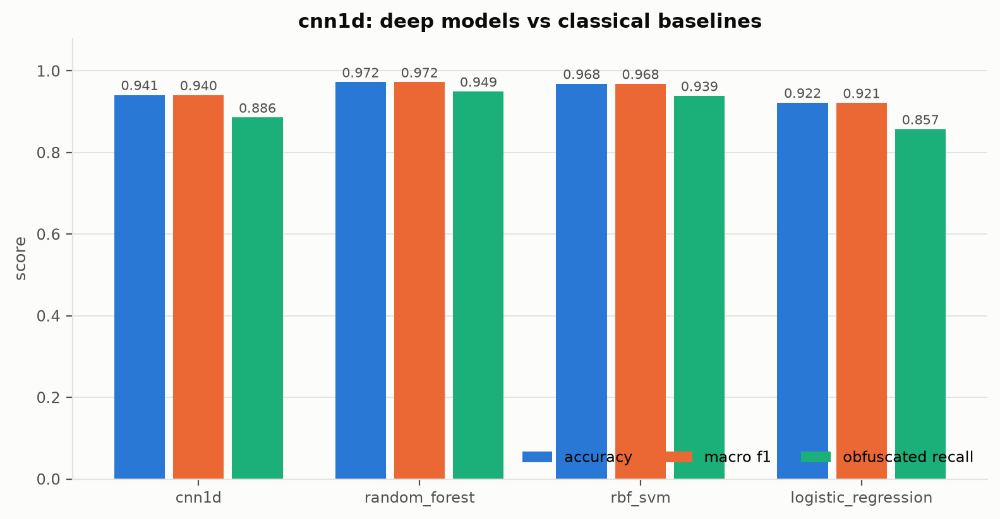 cnn1d: deep models vs classical baselines
score
1.0
0.8
0.6
0.4
0.2
0.0
0.941 0.940 0.886
0.972 0.972 0.949
0.968 0.968 0.939
0.922 0.921 0.857
accuracy macro f1 obfuscated recall
cnn1d random_forest rbf_svm logistic_regression